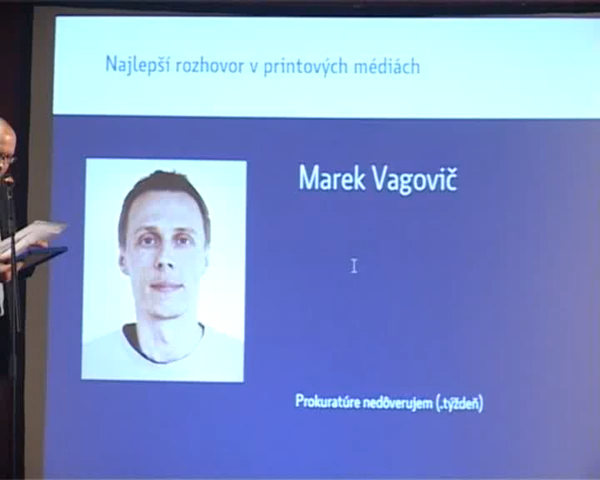 Najlepší rozhovor v printových médiách
Marek Vagovič
Prokuratúre nedôverujem (.týždeň)